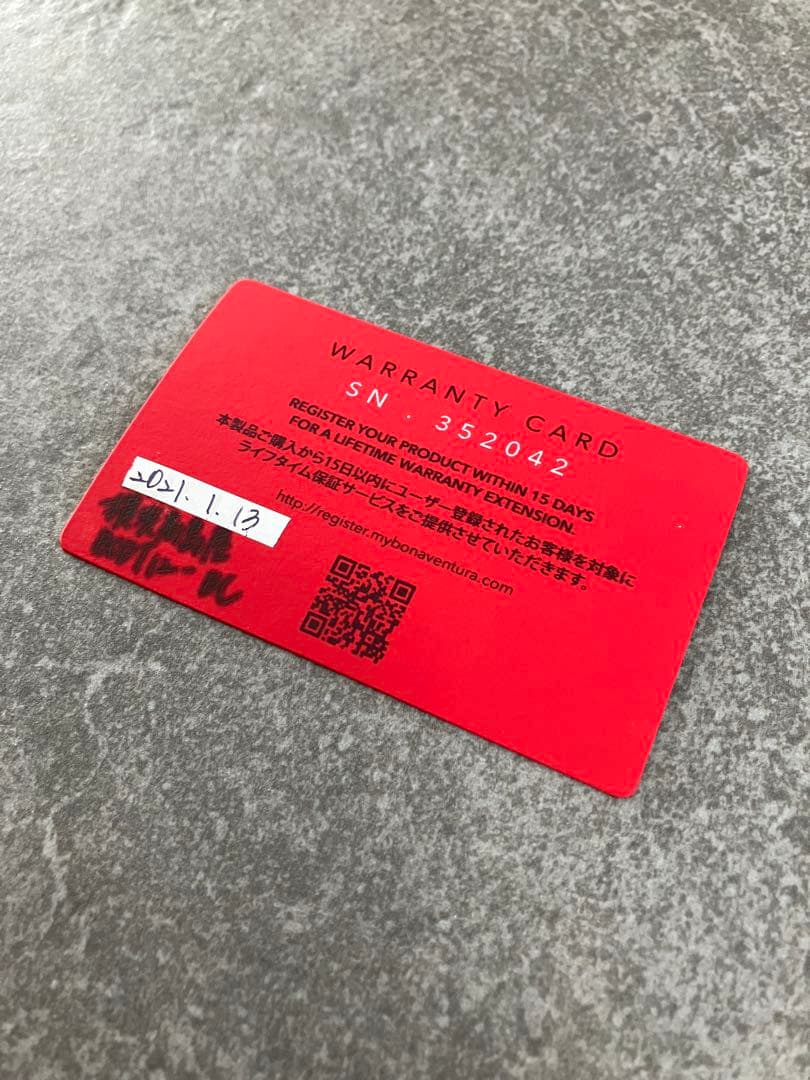 WARRANTY CARD
SN . 352042
REGISTER YOUR PRODUCT WITHIN 15 DAYS
FOR A LIFETIME WARRANTY EXTENSION.
本製品ご購入から15日以内にユーザー登録されたお客様を対象に
ライフタイム保証サービスをご提供させていただきます。
http://register.mybonaventura.com
2021.1.13